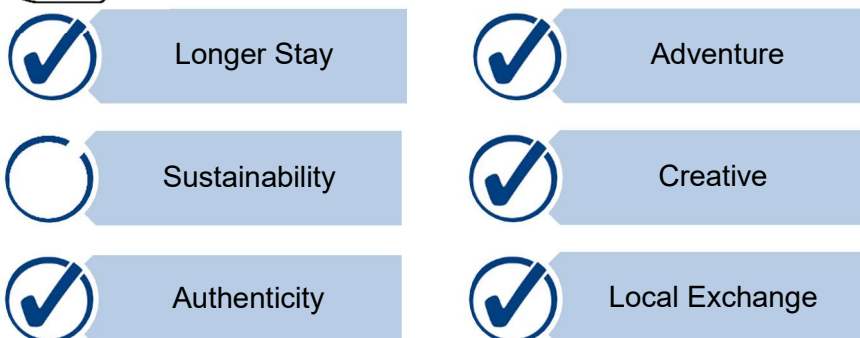 Longer Stay
Adventure
Sustainability
Creative
Authenticity
Local Exchange